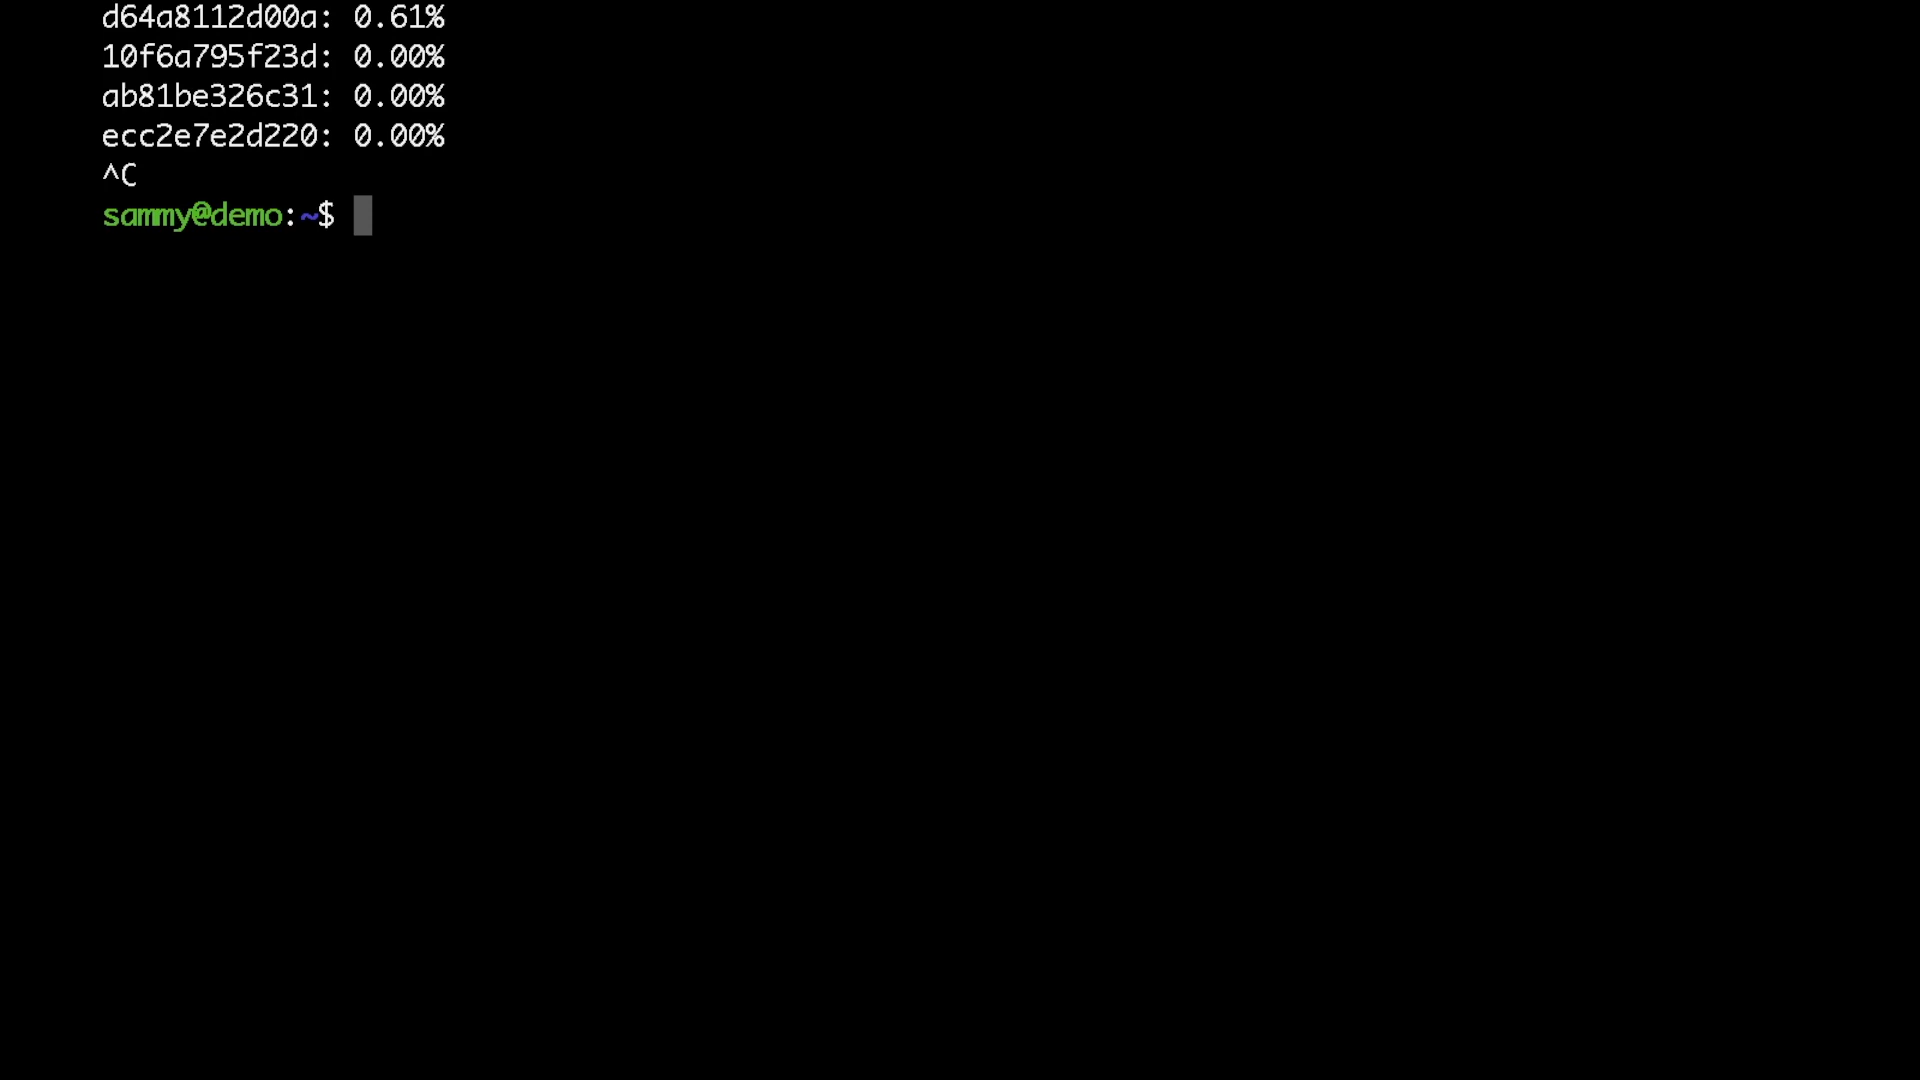 d64a8112d00a: 0.61%
10f6a795f23d: 0.00%
ab81be326c31: 0.00%
ecc2e7e2d220: 0.00%
^C
sammy@demo:~$